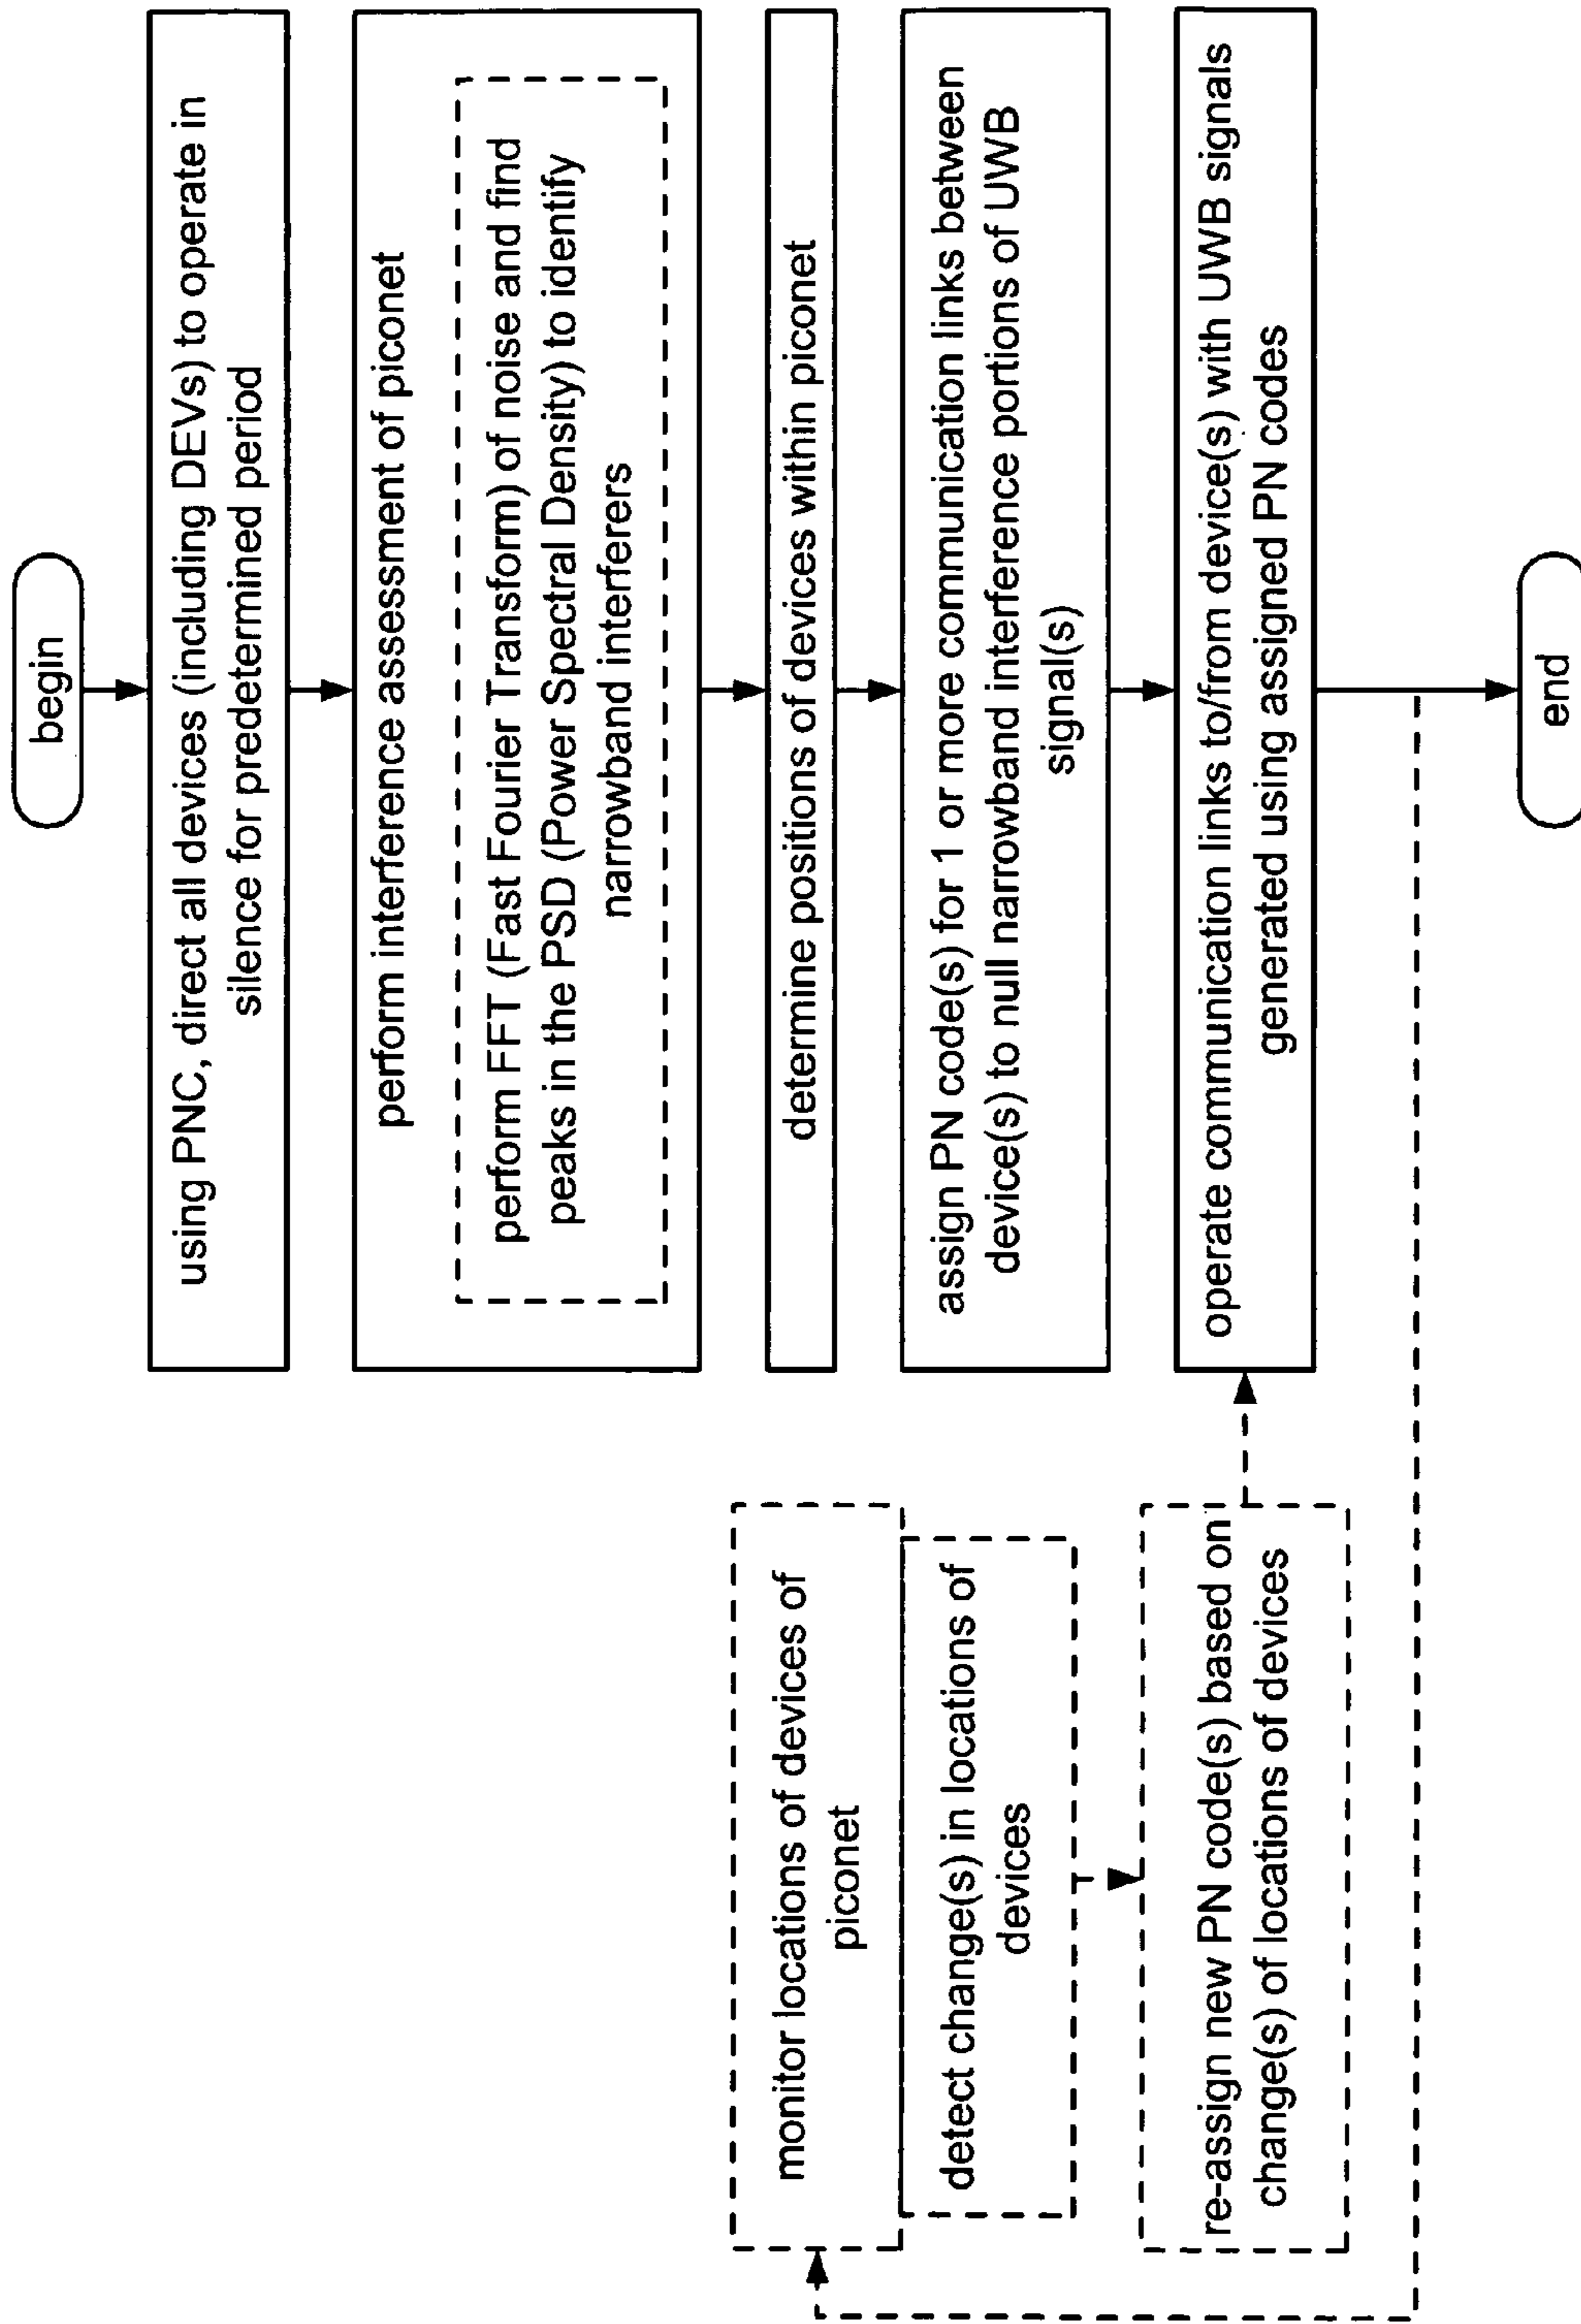 begin
using PNC, direct all devices (including DEVs) to operate in
silence for predetermined period
perform interference assessment of piconet
perform FFT (Fast Fourier Transform) of noise and find
peaks in the PSD (Power Spectral Density) to identify
narrowband interferers
determine positions of devices within piconet
assign PN code(s) for 1 or more communication links between
device(s) to null narrowband interference portions of UWB
signal(s)
operate communication links to/from device(s) with UWB signals
generated using assigned PN codes
end
monitor locations of devices of
piconet
detect change(s) in locations of
devices
re-assign new PN code(s) based on
change(s) of locations of devices